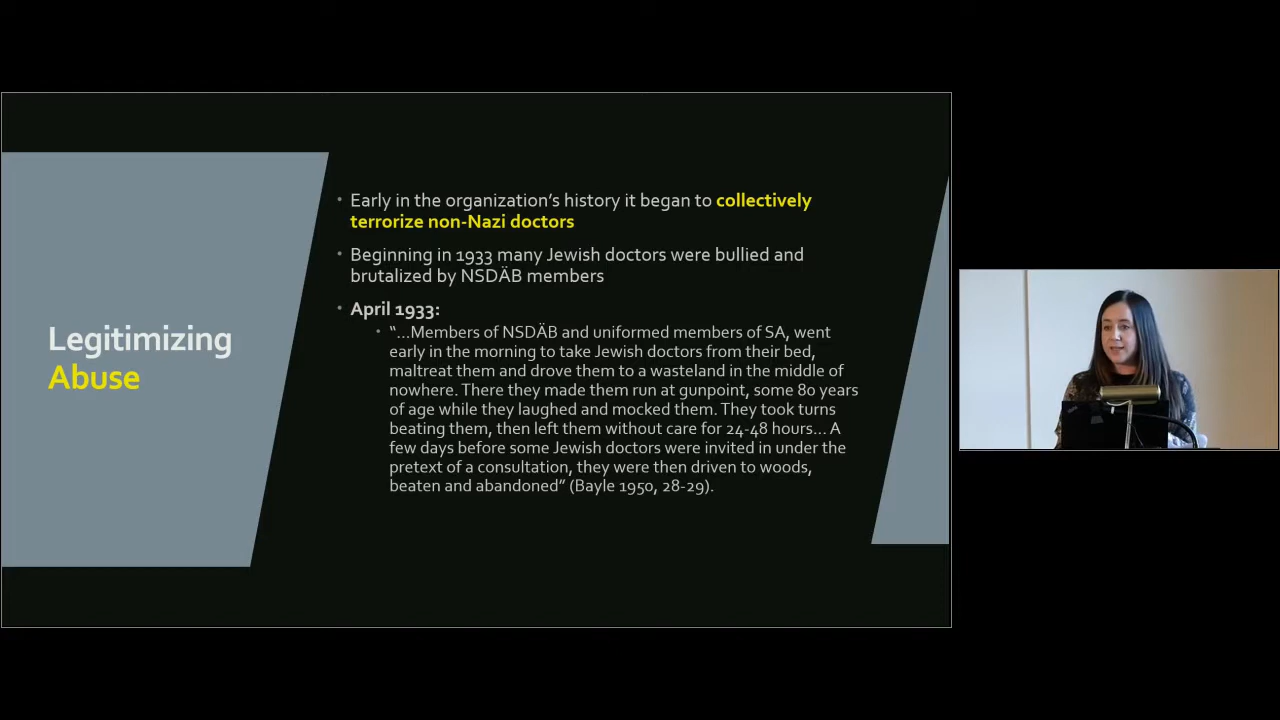 Legitimizing
Abuse
• Early in the organization's history it began to collectively
terrorize non-Nazi doctors
• Beginning in 1933 many Jewish doctors were bullied and
brutalized by NSDÄB members
• April 1933:
• "…Members of NSDÄB and uniformed members of SA, went
early in the morning to take Jewish doctors from their bed,
maltreat them and drove them to a wasteland in the middle of
nowhere. There they made them run at gunpoint, some 80 years
of age while they laughed and mocked them. They took turns
beating them, then left them without care for 24-48 hours… A
few days before some Jewish doctors were invited in under the
pretext of a consultation, they were then driven to woods,
beaten and abandoned" (Bayle 1950, 28-29).